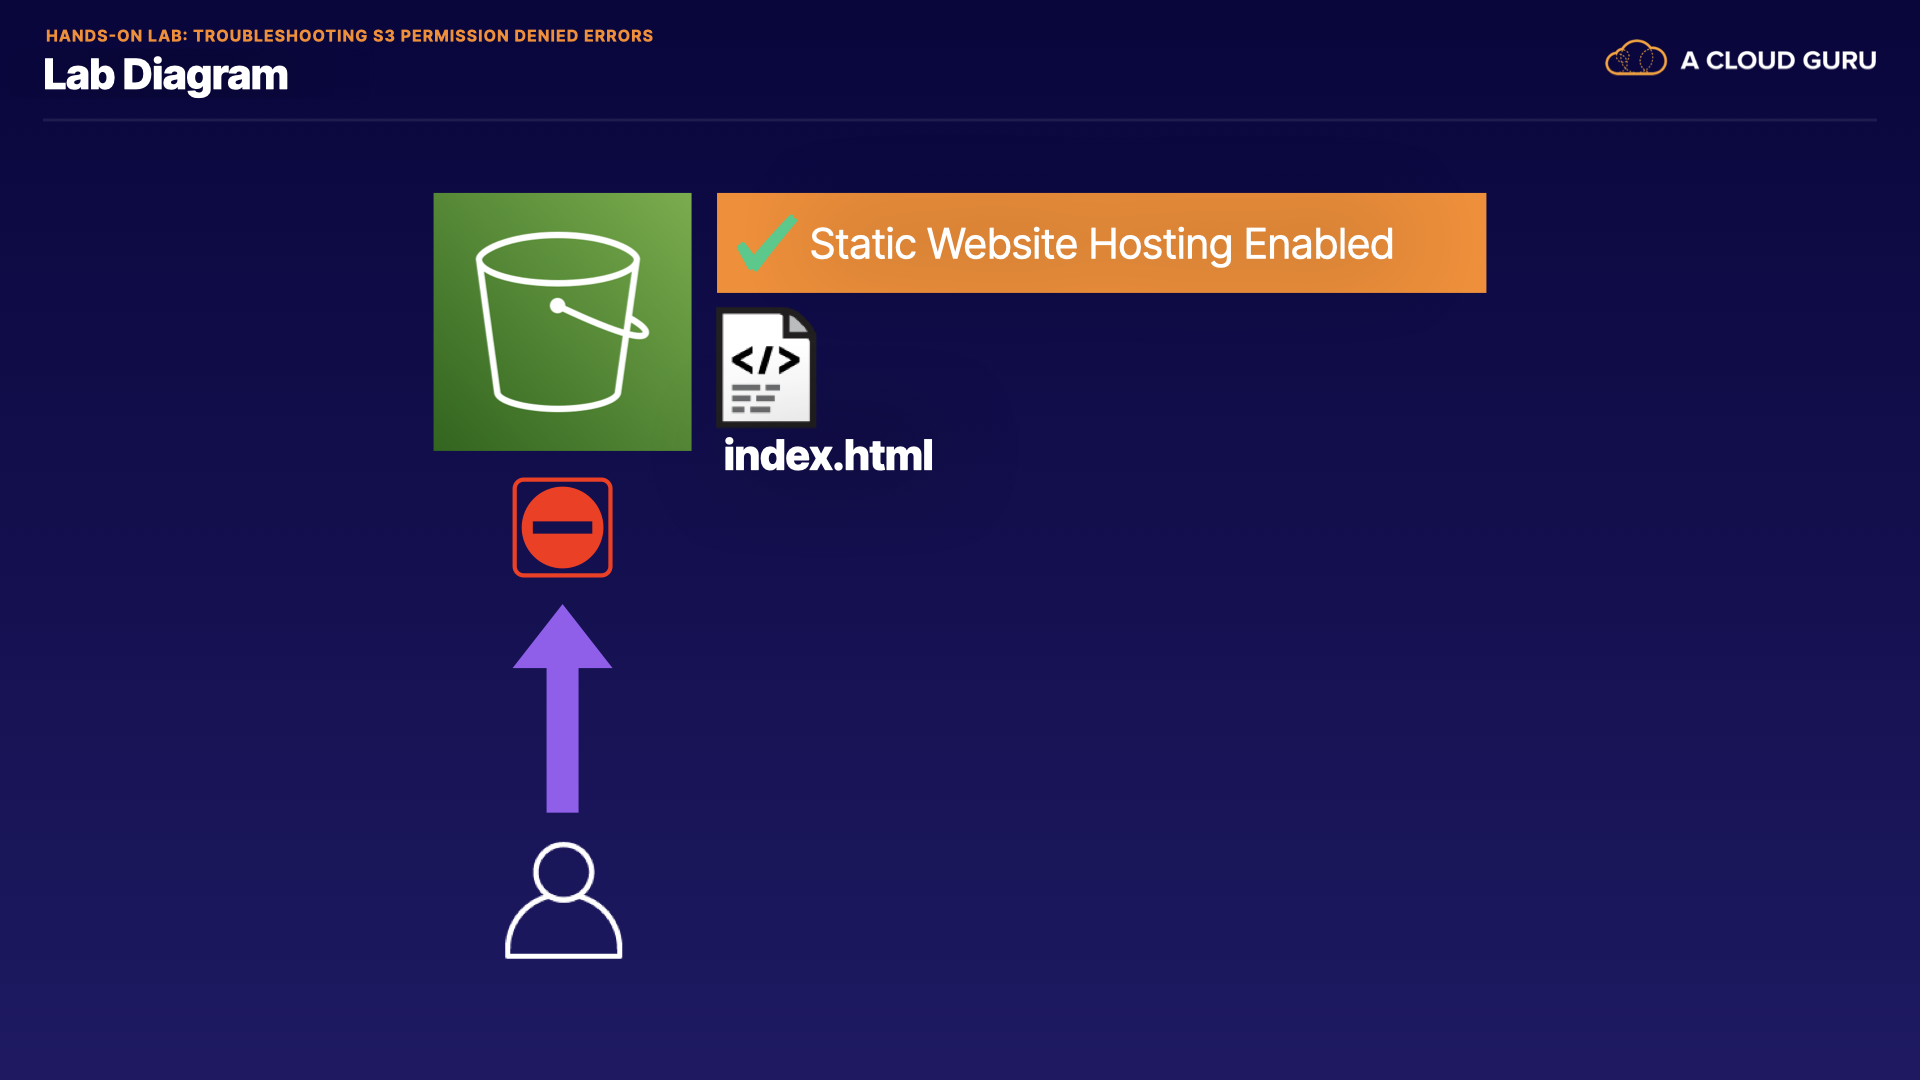 HANDS-ON LAB: TROUBLESHOOTING S3 PERMISSION DENIED ERRORS
Lab Diagram
A CLOUD GURU
Static Website Hosting Enabled
</>
index.html